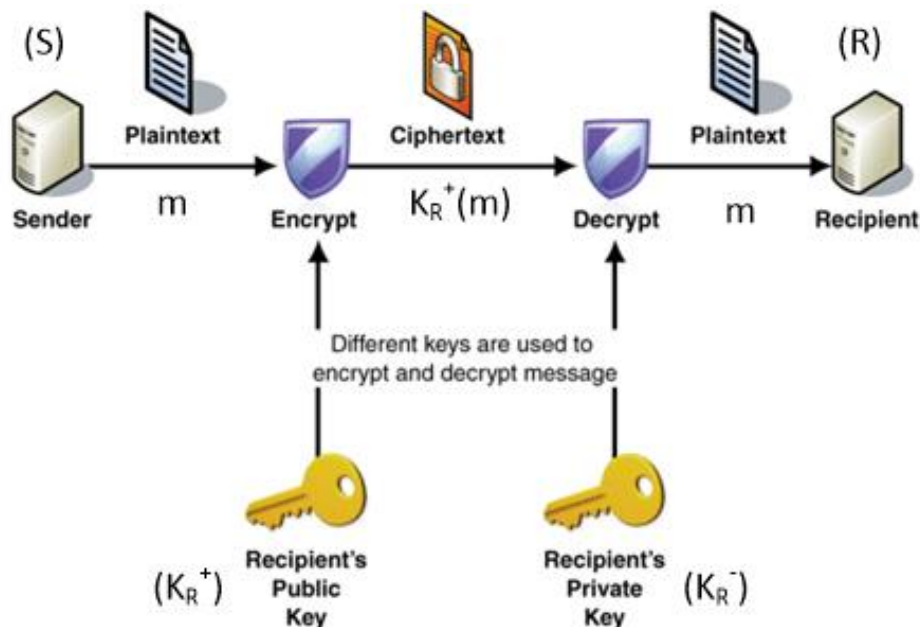 (S)
(R)
Plaintext
Ciphertext
Plaintext
m
K_R^+(m)
m
Sender
Encrypt
Decrypt
Recipient
Different keys are used to
encrypt and decrypt message
(K_R^+)
Recipient's
Public
Key
Recipient's
Private
Key
(K_R^-)